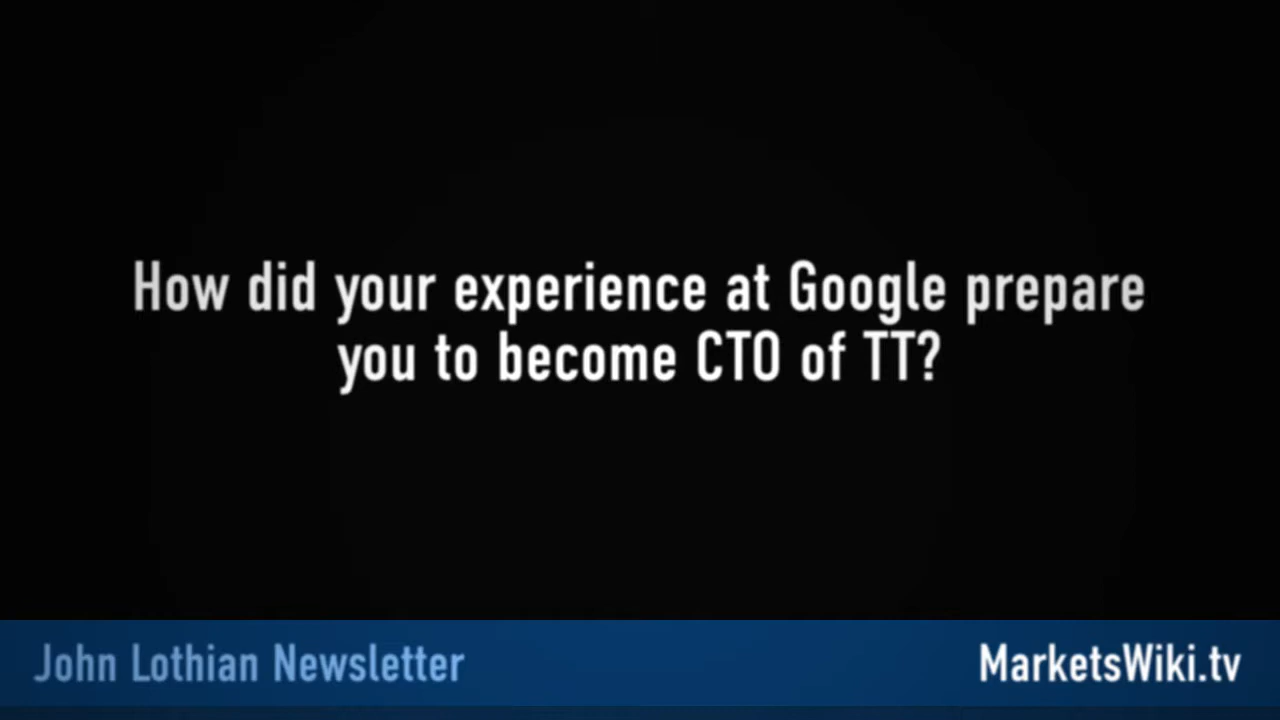 How did your experience at Google prepare
you to become CTO of TT?
John Lothian Newsletter
MarketsWiki.tv